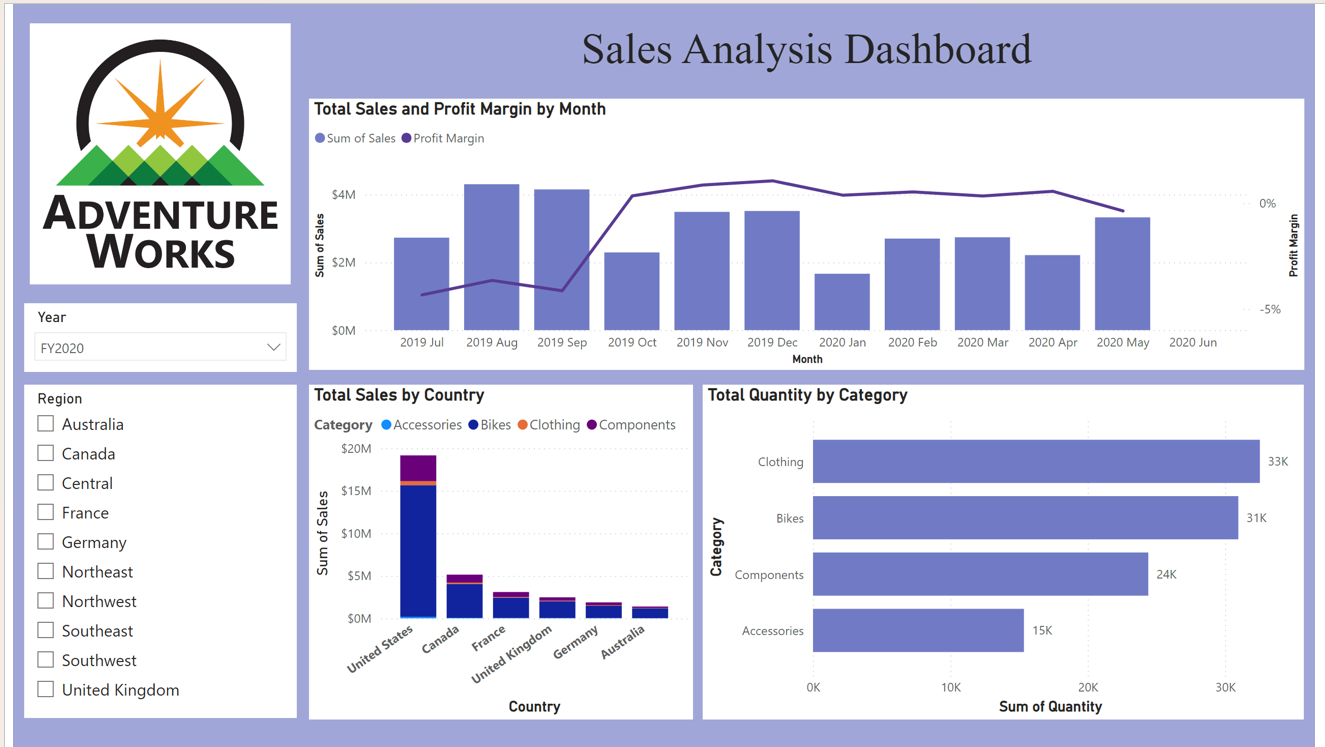 ADVENTURE
WORKS
Sales Analysis Dashboard
Year
FY2020
Region
Australia
Canada
Central
France
Germany
Northeast
Northwest
Southeast
Southwest
United Kingdom
Total Sales and Profit Margin by Month
Sum of Sales Profit Margin
Sum of Sales
$4M
$2M
$0M
0%
-5%
Profit Margin
2019 Jul 2019 Aug 2019 Sep 2019 Oct 2019 Nov 2019 Dec 2020 Jan 2020 Feb 2020 Mar 2020 Apr 2020 May 2020 Jun
Month
Total Sales by Country
Category Accessories Bikes Clothing Components
Sum of Sales
$20M
$15M
$10M
$5M
$0M
United States Canada France United Kingdom Germany Australia
Country
Total Quantity by Category
Category
Clothing 33K
Bikes 31K
Components 24K
Accessories 15K
0K 10K 20K 30K
Sum of Quantity